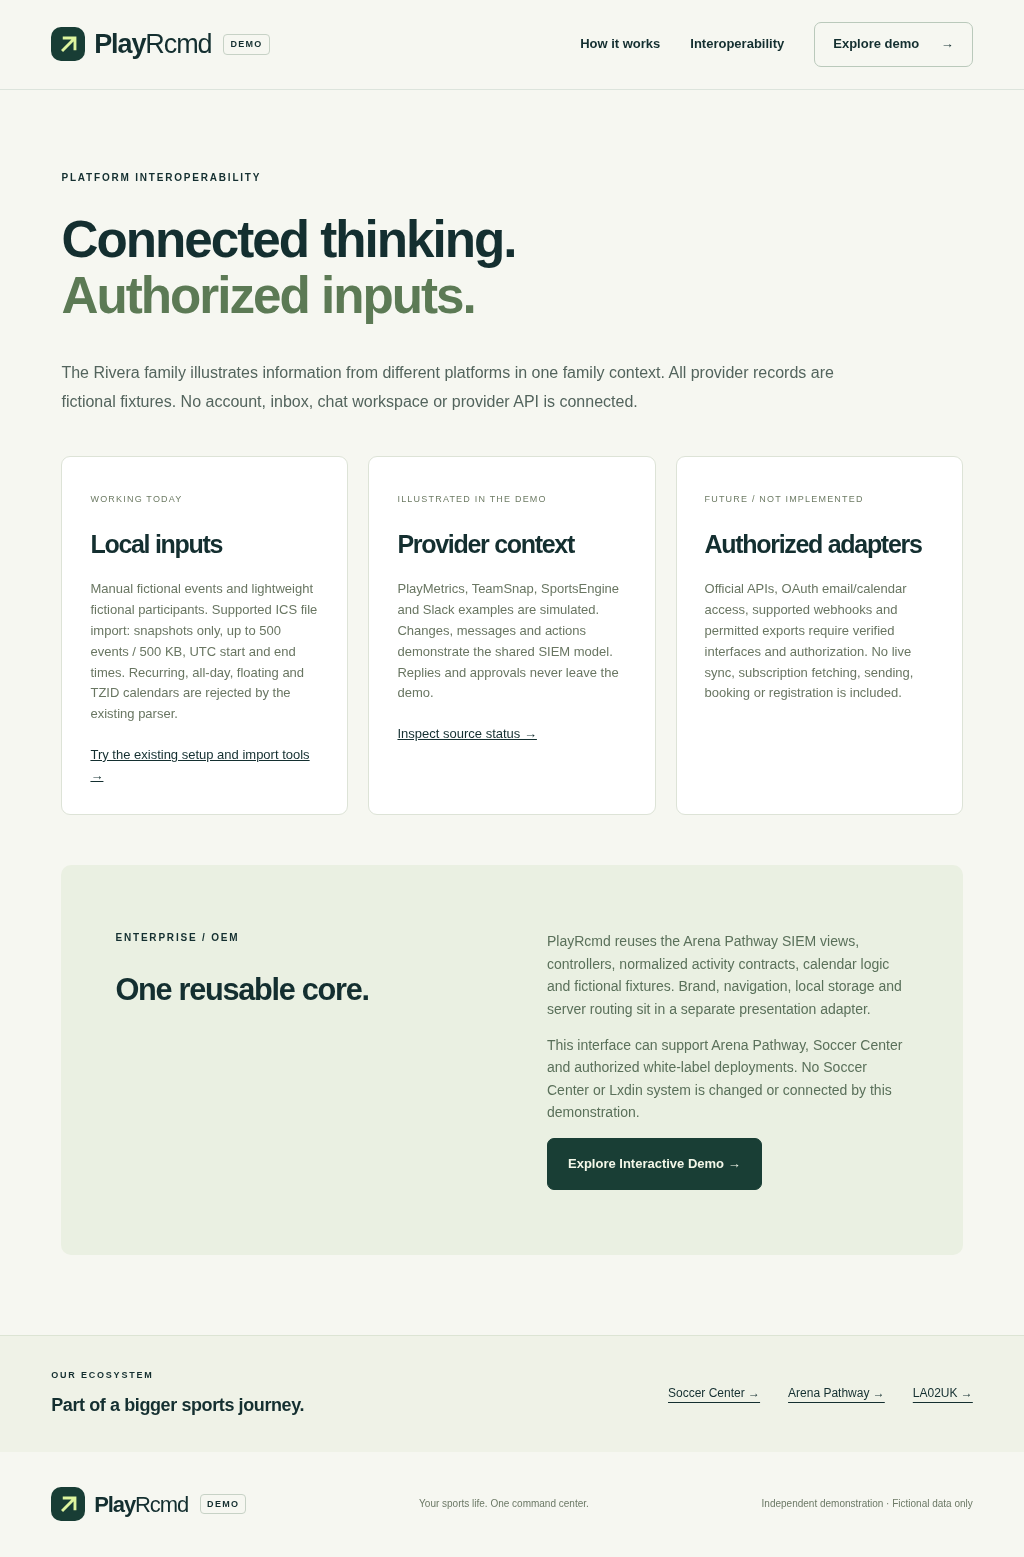 PlayRcmd DEMO
How it works
Interoperability
Explore demo →
PLATFORM INTEROPERABILITY
Connected thinking.
Authorized inputs.
The Rivera family illustrates information from different platforms in one family context. All provider records are
fictional fixtures. No account, inbox, chat workspace or provider API is connected.
WORKING TODAY
Local inputs
Manual fictional events and lightweight
fictional participants. Supported ICS file
import: snapshots only, up to 500
events / 500 KB, UTC start and end
times. Recurring, all-day, floating and
TZID calendars are rejected by the
existing parser.
Try the existing setup and import tools
→
ILLUSTRATED IN THE DEMO
Provider context
PlayMetrics, TeamSnap, SportsEngine
and Slack examples are simulated.
Changes, messages and actions
demonstrate the shared SIEM model.
Replies and approvals never leave the
demo.
Inspect source status →
FUTURE / NOT IMPLEMENTED
Authorized adapters
Official APIs, OAuth email/calendar
access, supported webhooks and
permitted exports require verified
interfaces and authorization. No live
sync, subscription fetching, sending,
booking or registration is included.
ENTERPRISE / OEM
One reusable core.
PlayRcmd reuses the Arena Pathway SIEM views,
controllers, normalized activity contracts, calendar logic
and fictional fixtures. Brand, navigation, local storage and
server routing sit in a separate presentation adapter.
This interface can support Arena Pathway, Soccer Center
and authorized white-label deployments. No Soccer
Center or Lxdin system is changed or connected by this
demonstration.
Explore Interactive Demo →
OUR ECOSYSTEM
Part of a bigger sports journey.
Soccer Center →
Arena Pathway →
LA02UK →
PlayRcmd DEMO
Your sports life. One command center.
Independent demonstration · Fictional data only